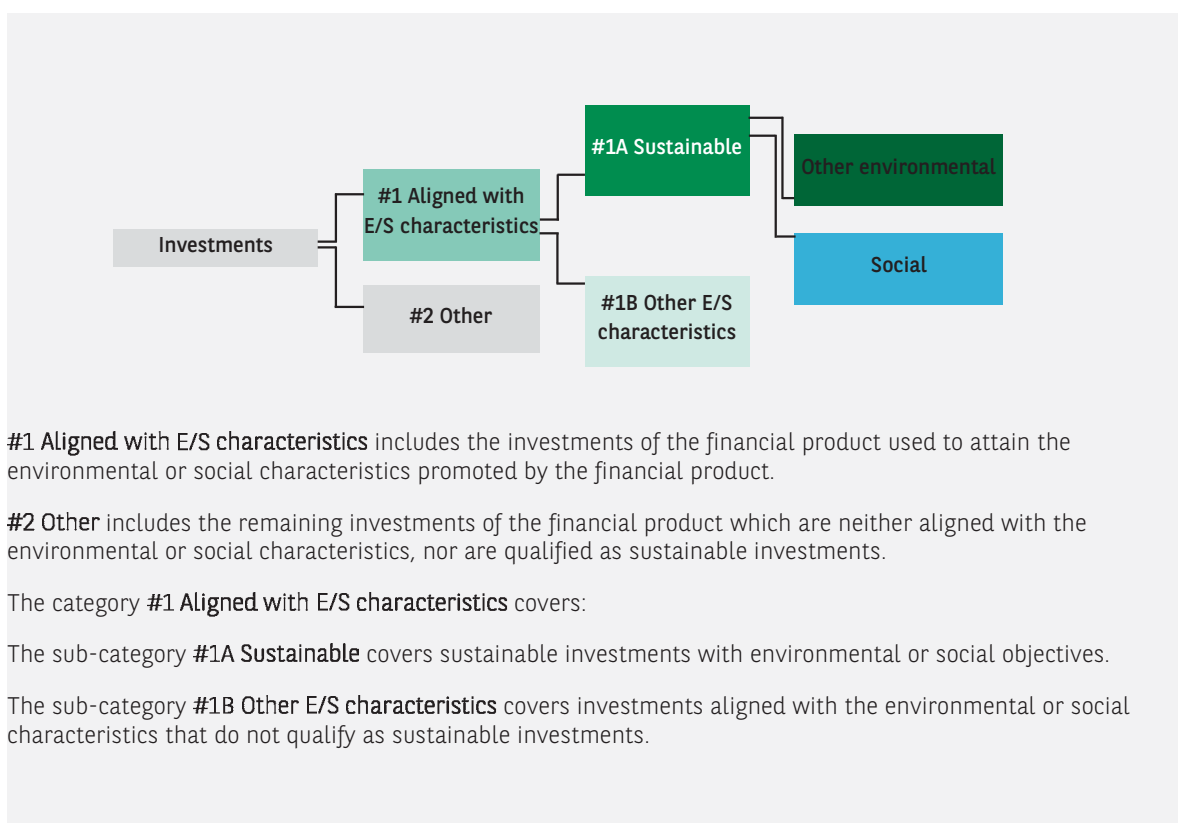 #1A Sustainable
Other environmental
#1 Aligned with
E/S characteristics
Investments
Social
#2 Other
#1B Other E/S
characteristics
#1 Aligned with E/S characteristics includes the investments of the financial product used to attain the
environmental or social characteristics promoted by the financial product.
#2 Other includes the remaining investments of the financial product which are neither aligned with the
environmental or social characteristics, nor are qualified as sustainable investments.
The category #1 Aligned with E/S characteristics covers:
The sub-category #1A Sustainable covers sustainable investments with environmental or social objectives.
The sub-category #1B Other E/S characteristics covers investments aligned with the environmental or social
characteristics that do not qualify as sustainable investments.